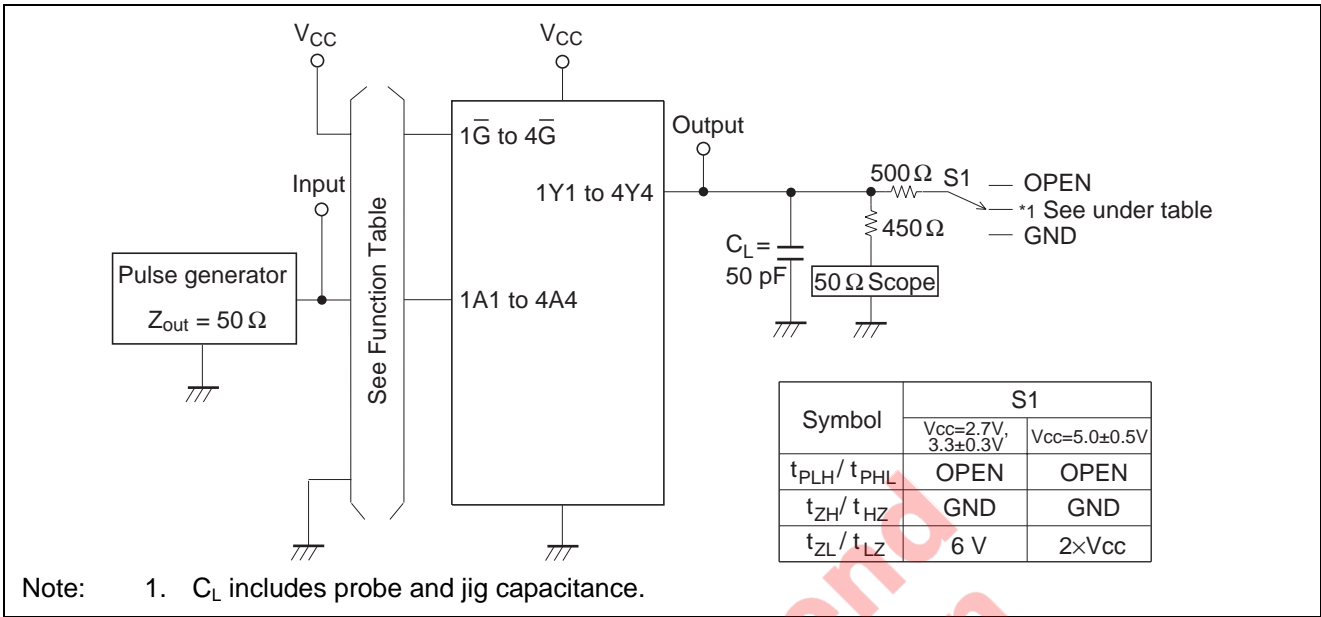 VCC
VCC
1G̅ to 4G̅
Output
Input
1Y1 to 4Y4
500 Ω
S1
OPEN
*1 See under table
GND
450 Ω
See Function Table
CL =
50 pF
50 Ω Scope
Pulse generator
Zout = 50 Ω
1A1 to 4A4
Symbol
S1
Vcc=2.7V,
3.3±0.3V
Vcc=5.0±0.5V
tPLH / tPHL
OPEN
OPEN
tZH / tHZ
GND
GND
tZL / tLZ
6 V
2×Vcc
Note: 1. CL includes probe and jig capacitance.